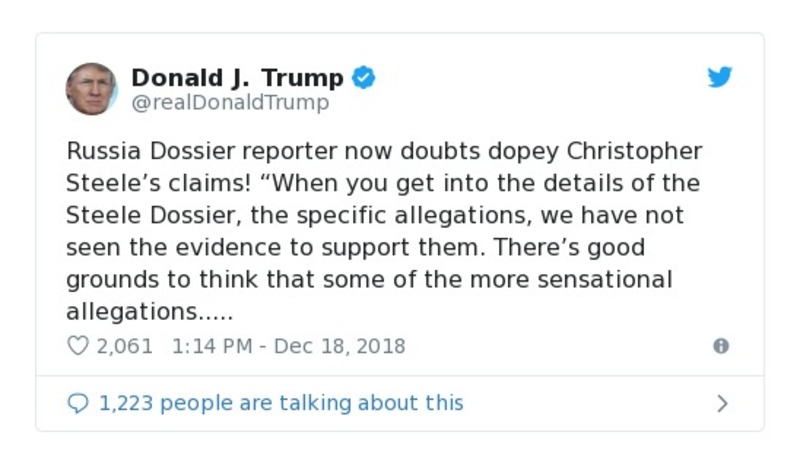 Donald J. Trump
@realDonaldTrump
Russia Dossier reporter now doubts dopey Christopher
Steele’s claims! “When you get into the details of the
Steele Dossier, the specific allegations, we have not
seen the evidence to support them. There’s good
grounds to think that some of the more sensational
allegations.....
2,061 1:14 PM - Dec 18, 2018
1,223 people are talking about this